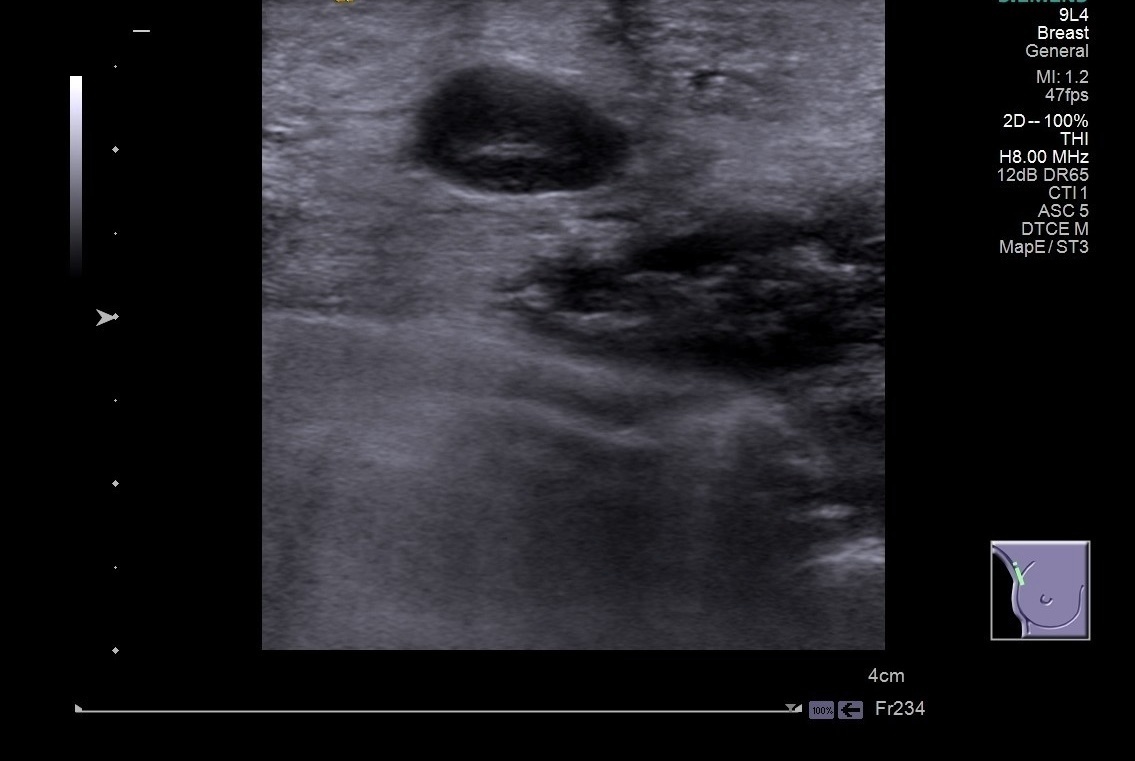 9L4
Breast
General
MI: 1.2
47fps
2D--100%
THI
H8.00 MHz
12dB DR65
CTI 1
ASC 5
DTCE M
MapE/ST3
4cm
100%
Fr234